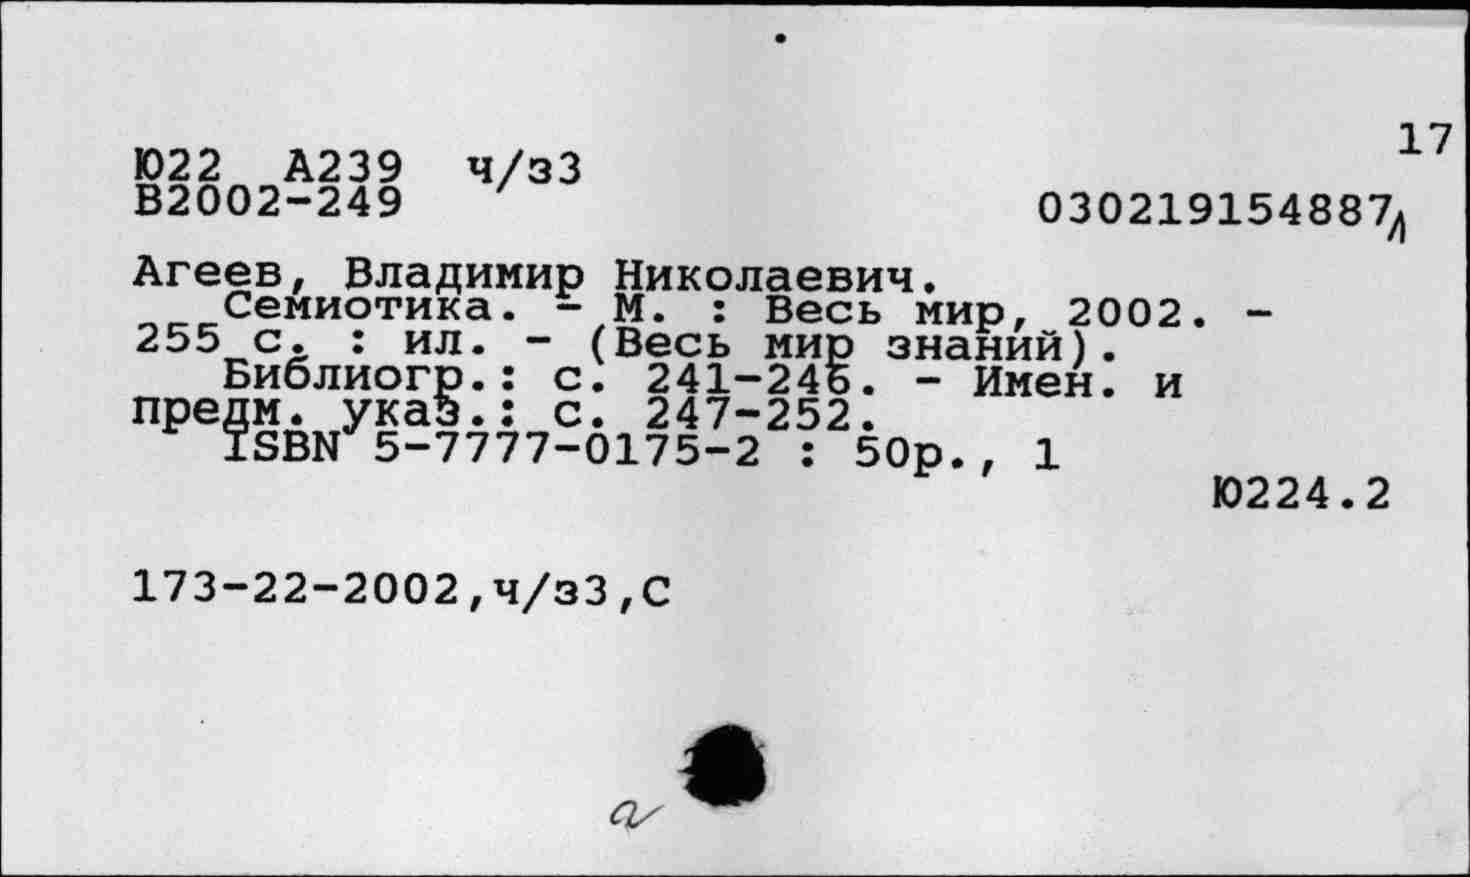 17
Ю22 А239 ч/з3
В2002-249
030219154887
Агеев, Владимир Николаевич.
Семиотика. - М. : Весь мир, 2002. -
255 с. : ил. - (Весь мир знаний).
Библиогр.: с. 241-246. - Имен. и
предм. указ.: с. 247-252.
ISBN 5-7777-0175-2 : 50р., 1
Ю224.2
173-22-2002,ч/з3,С